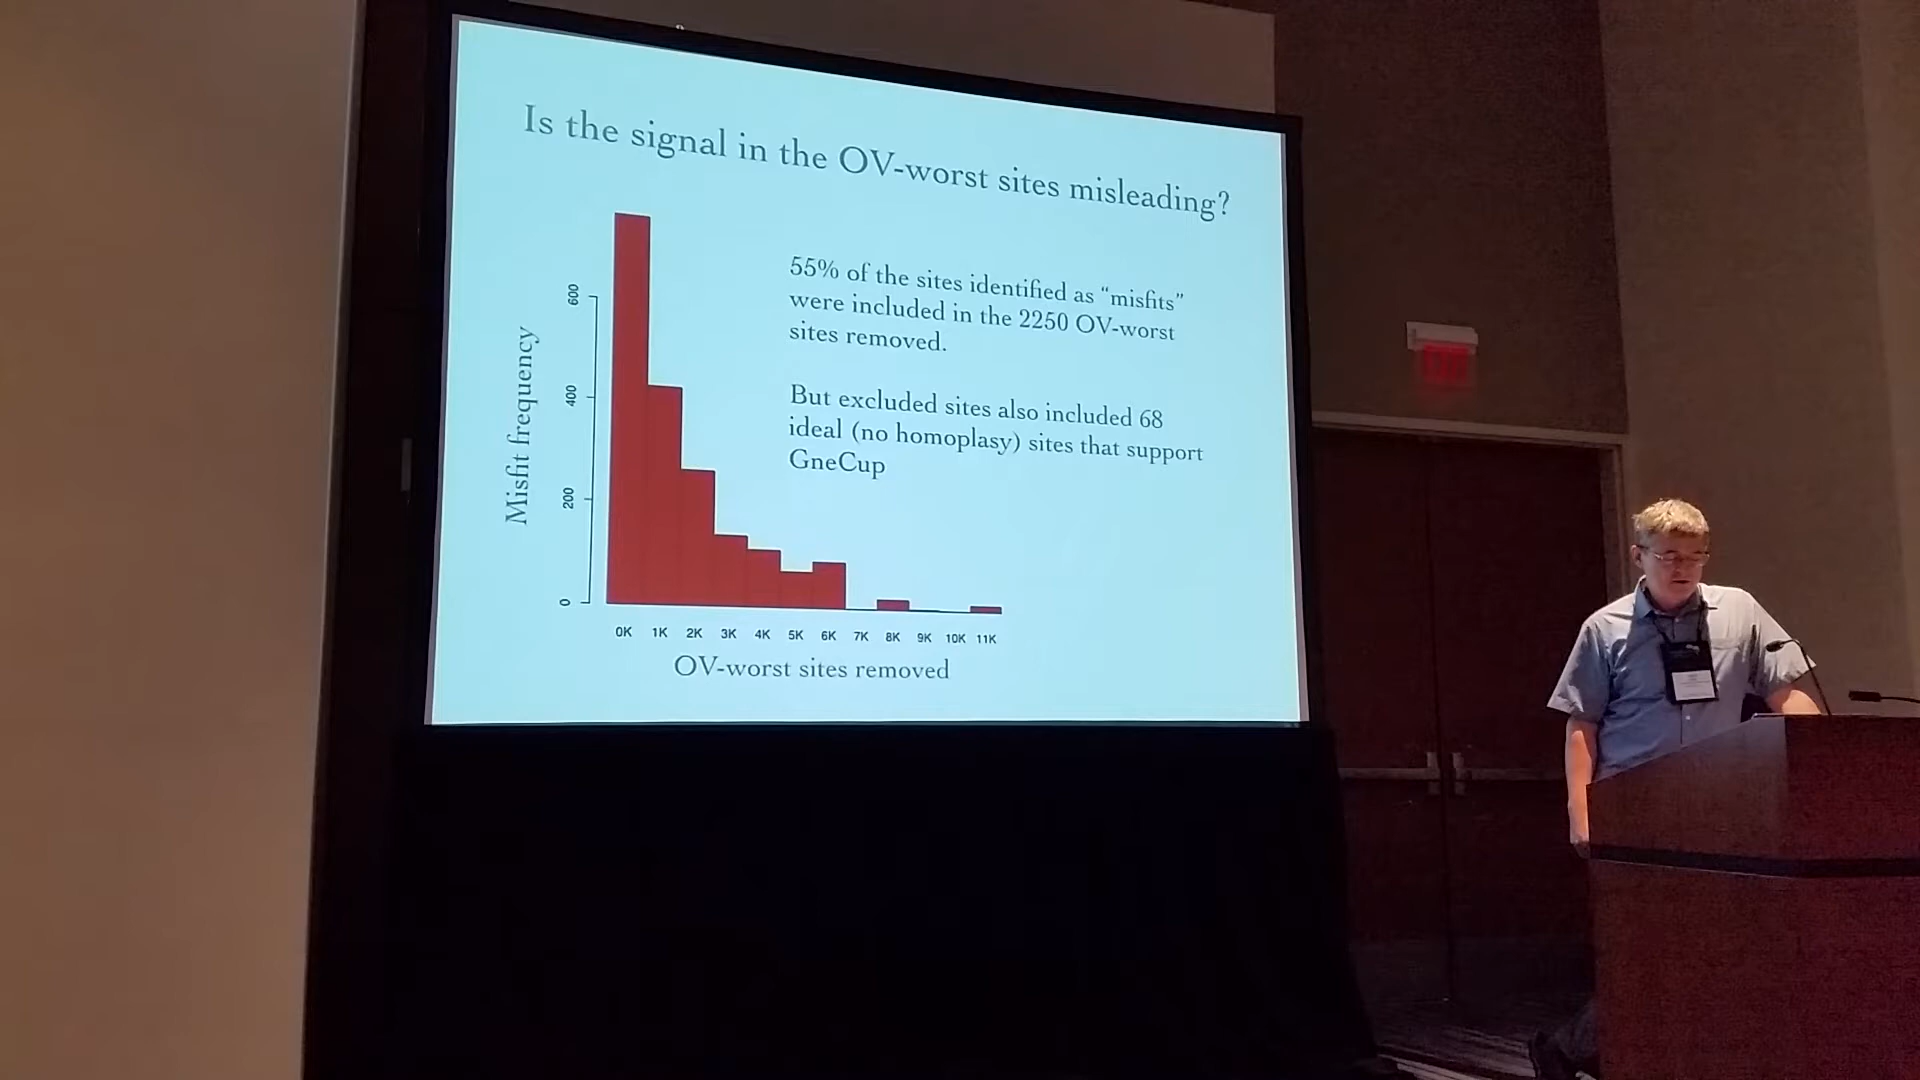 Is the signal in the OV-worst sites misleading?
55% of the sites identified as “misfits”
were included in the 2250 OV-worst
sites removed.
But excluded sites also included 68
ideal (no homoplasy) sites that support
GneCup
Misfit frequency
600
400
200
0
0K 1K 2K 3K 4K 5K 6K 7K 8K 9K 10K 11K
OV-worst sites removed